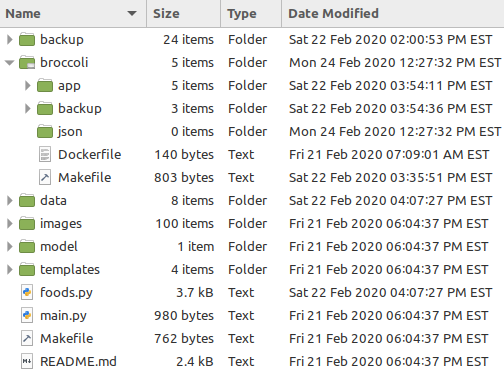 Name Size Type Date Modified
backup 24 items Folder Sat 22 Feb 2020 02:00:53 PM EST
broccoli 5 items Folder Mon 24 Feb 2020 12:27:32 PM EST
app 5 items Folder Sat 22 Feb 2020 03:54:11 PM EST
backup 3 items Folder Sat 22 Feb 2020 03:54:36 PM EST
json 0 items Folder Mon 24 Feb 2020 12:27:32 PM EST
Dockerfile 140 bytes Text Fri 21 Feb 2020 07:09:01 AM EST
Makefile 803 bytes Text Sat 22 Feb 2020 03:35:51 PM EST
data 8 items Folder Sat 22 Feb 2020 04:07:27 PM EST
images 100 items Folder Fri 21 Feb 2020 06:04:37 PM EST
model 1 item Folder Fri 21 Feb 2020 06:04:37 PM EST
templates 4 items Folder Fri 21 Feb 2020 06:04:37 PM EST
foods.py 3.7 kB Text Sat 22 Feb 2020 04:07:27 PM EST
main.py 980 bytes Text Fri 21 Feb 2020 06:04:37 PM EST
Makefile 762 bytes Text Fri 21 Feb 2020 06:04:37 PM EST
README.md 2.4 kB Text Fri 21 Feb 2020 06:04:37 PM EST